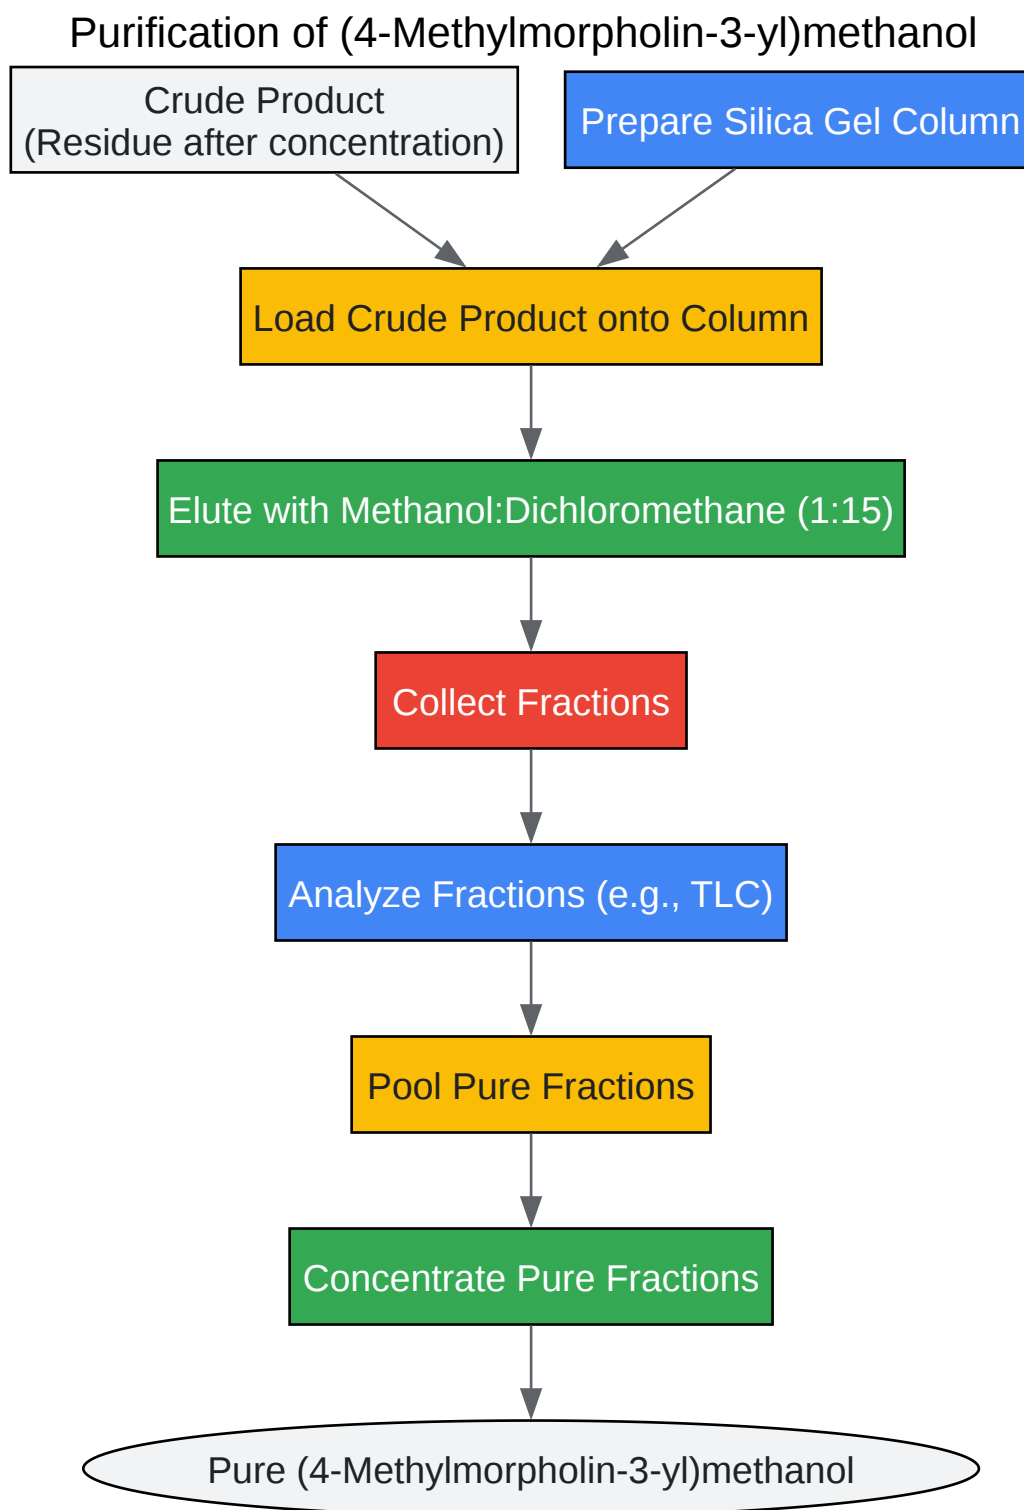 Purification of (4-Methylmorpholin-3-yl)methanol
Crude Product
(Residue after concentration)
Prepare Silica Gel Column
Load Crude Product onto Column
Elute with Methanol:Dichloromethane (1:15)
Collect Fractions
Analyze Fractions (e.g., TLC)
Pool Pure Fractions
Concentrate Pure Fractions
Pure (4-Methylmorpholin-3-yl)methanol